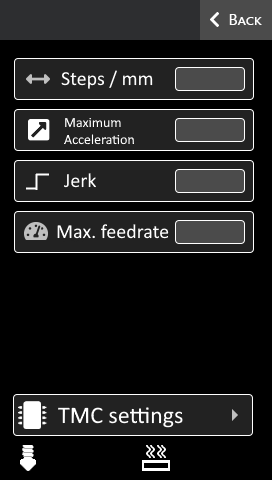 Back
Steps / mm
Maximum
Acceleration
Jerk
Max. feedrate
TMC settings